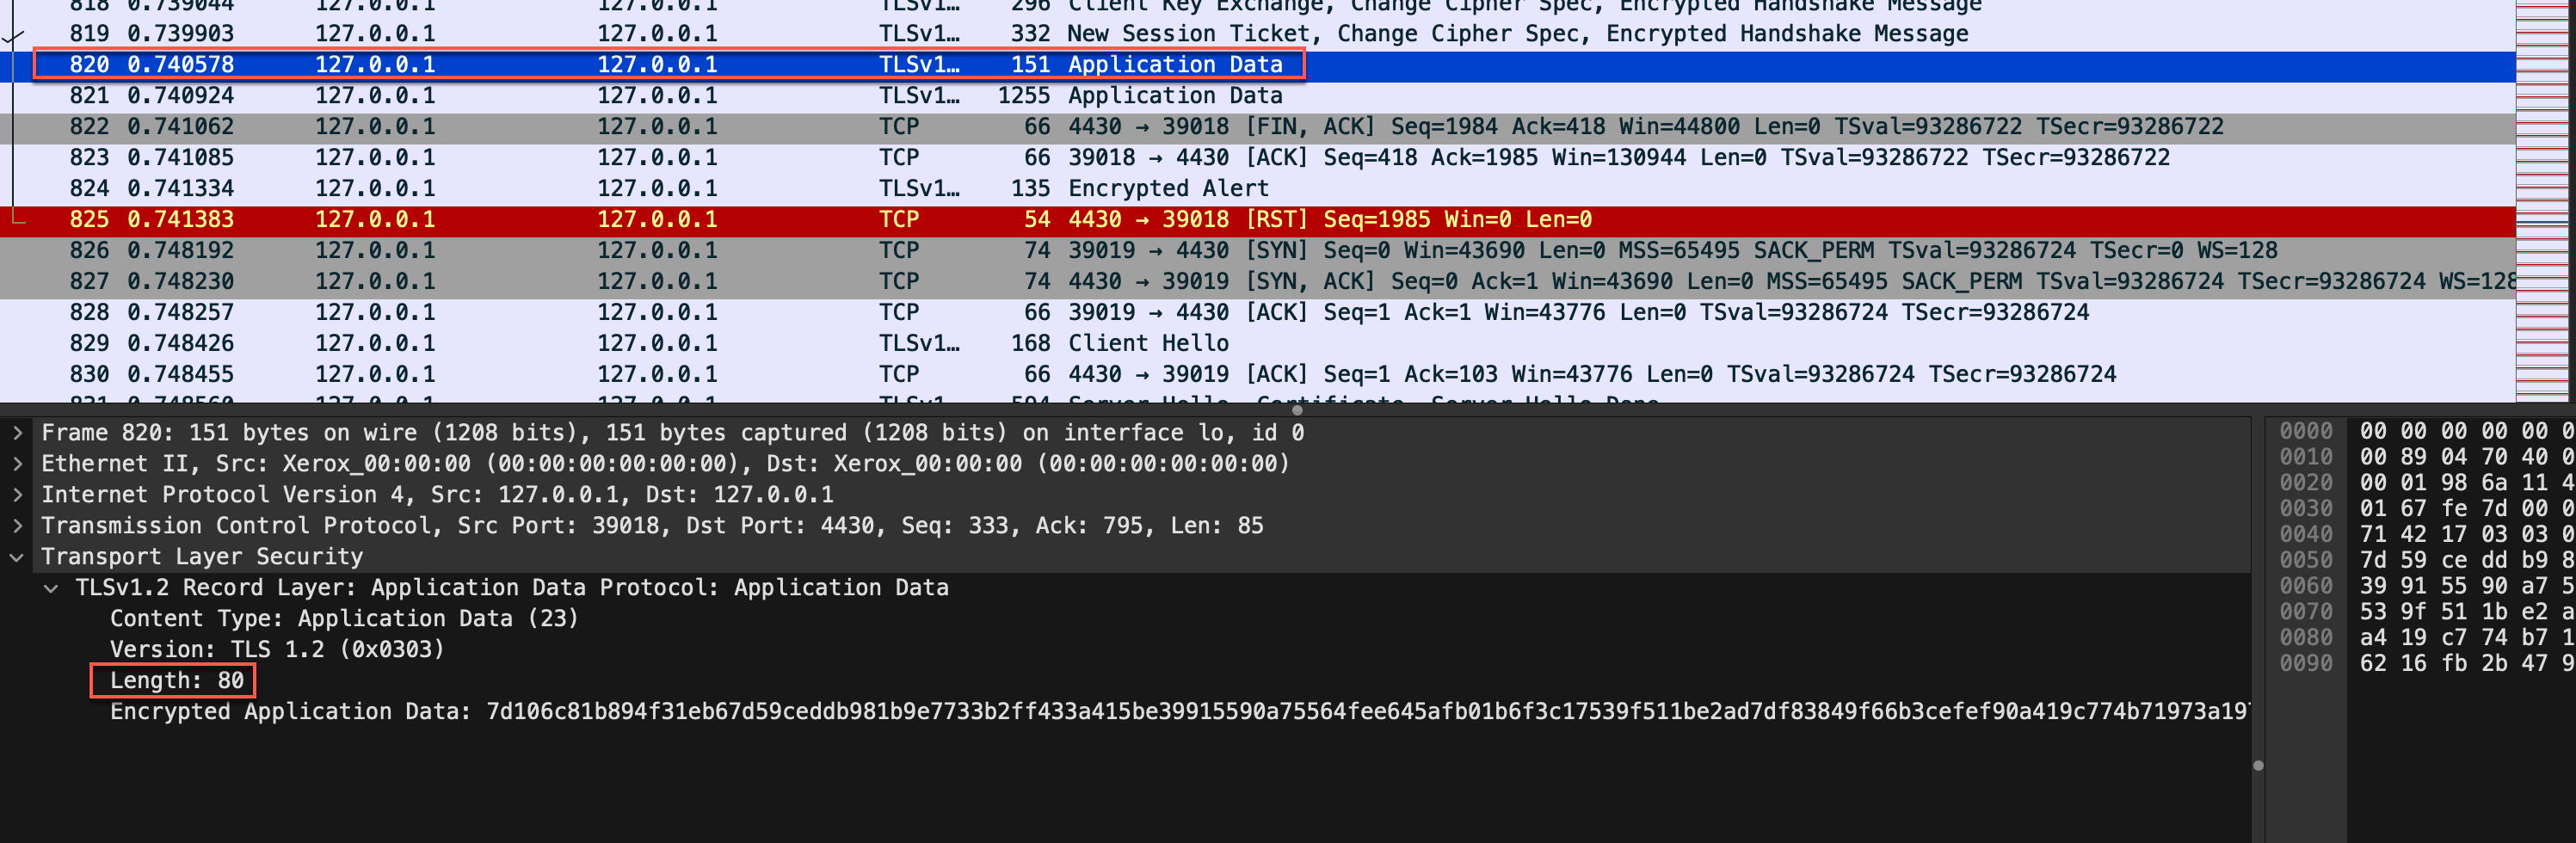 818 0.739044 127.0.0.1 127.0.0.1 TLSv1… 296 Client Key Exchange, Change Cipher Spec, Encrypted Handshake Message
819 0.739903 127.0.0.1 127.0.0.1 TLSv1… 332 New Session Ticket, Change Cipher Spec, Encrypted Handshake Message
820 0.740578 127.0.0.1 127.0.0.1 TLSv1… 151 Application Data
821 0.740924 127.0.0.1 127.0.0.1 TLSv1… 1255 Application Data
822 0.741062 127.0.0.1 127.0.0.1 TCP 66 4430 → 39018 [FIN, ACK] Seq=1984 Ack=418 Win=44800 Len=0 TSval=93286722 TSecr=93286722
823 0.741085 127.0.0.1 127.0.0.1 TCP 66 39018 → 4430 [ACK] Seq=418 Ack=1985 Win=130944 Len=0 TSval=93286722 TSecr=93286722
824 0.741334 127.0.0.1 127.0.0.1 TLSv1… 135 Encrypted Alert
825 0.741383 127.0.0.1 127.0.0.1 TCP 54 4430 → 39018 [RST] Seq=1985 Win=0 Len=0
826 0.748192 127.0.0.1 127.0.0.1 TCP 74 39019 → 4430 [SYN] Seq=0 Win=43690 Len=0 MSS=65495 SACK_PERM TSval=93286724 TSecr=0 WS=128
827 0.748230 127.0.0.1 127.0.0.1 TCP 74 4430 → 39019 [SYN, ACK] Seq=0 Ack=1 Win=43690 Len=0 MSS=65495 SACK_PERM TSval=93286724 TSecr=93286724 WS=128
828 0.748257 127.0.0.1 127.0.0.1 TCP 66 39019 → 4430 [ACK] Seq=1 Ack=1 Win=43776 Len=0 TSval=93286724 TSecr=93286724
829 0.748426 127.0.0.1 127.0.0.1 TLSv1… 168 Client Hello
830 0.748455 127.0.0.1 127.0.0.1 TCP 66 4430 → 39019 [ACK] Seq=1 Ack=103 Win=43776 Len=0 TSval=93286724 TSecr=93286724
831 0.748560 127.0.0.1 127.0.0.1 TLSv1 594 Server Hello, Certificate, Server Hello Done
Frame 820: 151 bytes on wire (1208 bits), 151 bytes captured (1208 bits) on interface lo, id 0
Ethernet II, Src: Xerox_00:00:00 (00:00:00:00:00:00), Dst: Xerox_00:00:00 (00:00:00:00:00:00)
Internet Protocol Version 4, Src: 127.0.0.1, Dst: 127.0.0.1
Transmission Control Protocol, Src Port: 39018, Dst Port: 4430, Seq: 333, Ack: 795, Len: 85
Transport Layer Security
TLSv1.2 Record Layer: Application Data Protocol: Application Data
Content Type: Application Data (23)
Version: TLS 1.2 (0x0303)
Length: 80
Encrypted Application Data: 7d106c81b894f31eb67d59ceddb981b9e7733b2ff433a415be39915590a75564fee645afb01b6f3c17539f511be2ad7df83849f66b3cefef90a419c774b71973a19
0000 00 00 00 00 00 0
0010 00 89 04 70 40 0
0020 00 01 98 6a 11 4
0030 01 67 fe 7d 00 0
0040 71 42 17 03 03 0
0050 7d 59 ce dd b9 8
0060 39 91 55 90 a7 5
0070 53 9f 51 1b e2 a
0080 a4 19 c7 74 b7 1
0090 62 16 fb 2b 47 9